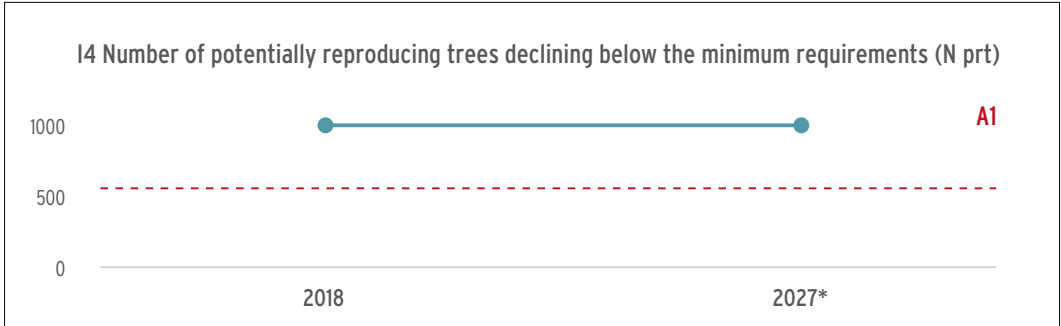 I4 Number of potentially reproducing trees declining below the minimum requirements (N prt)
A1
1000
500
0
2018 2027*